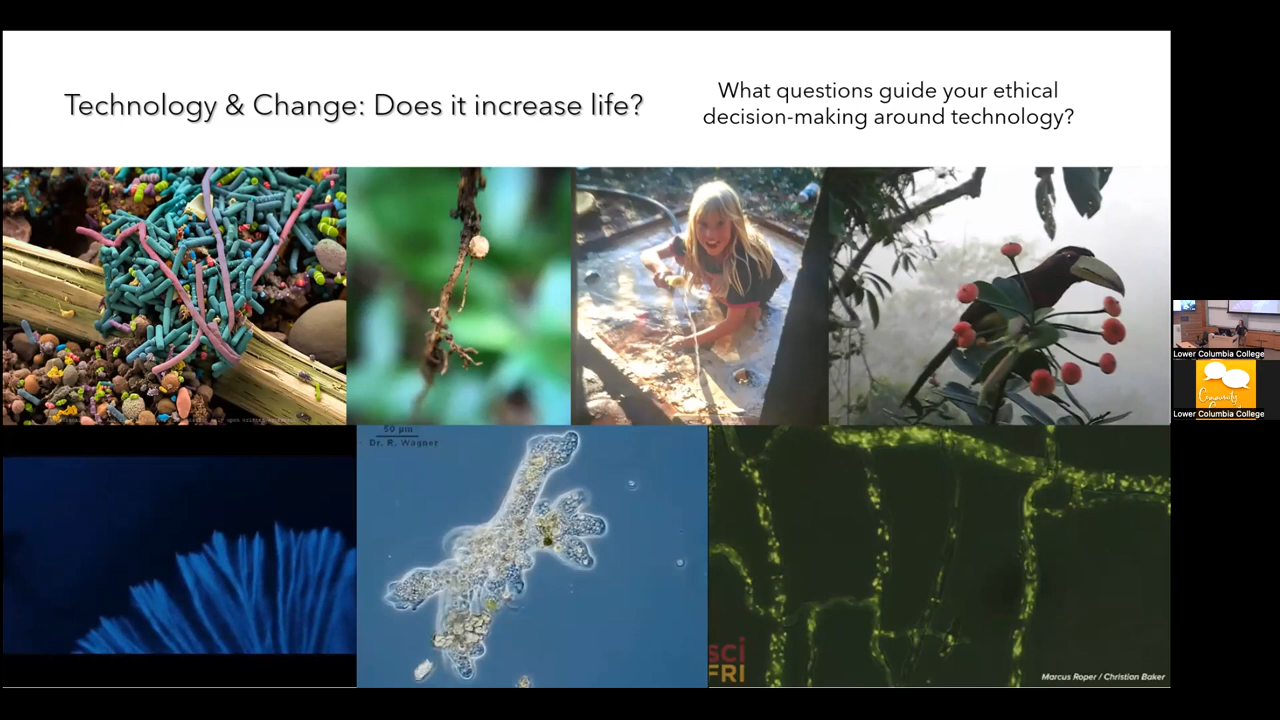 Technology & Change: Does it increase life?
What questions guide your ethical
decision-making around technology?
50 µm
Dr. R. Wagner
SCI
FRI
Marcus Roper / Christian Baker
Lower Columbia College
Community
Lower Columbia College